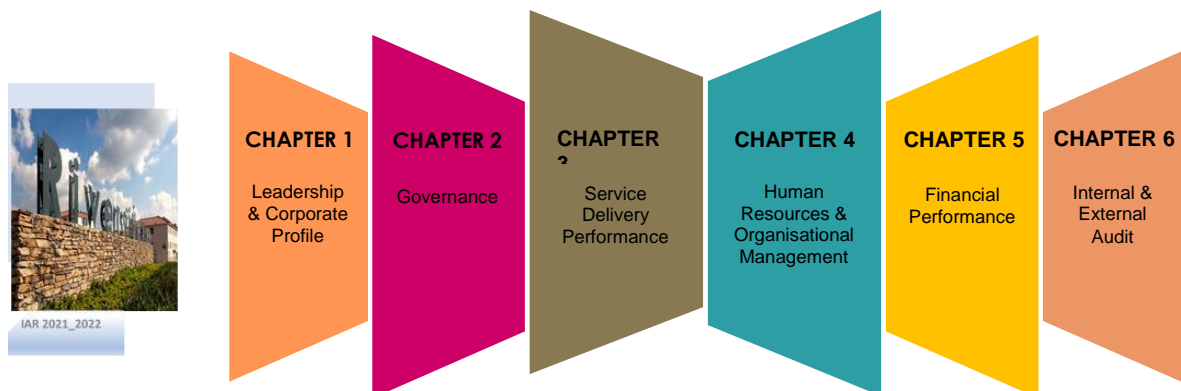 CHAPTER 1
Leadership
& Corporate
Profile
CHAPTER 2
Governance
CHAPTER
Service
Delivery
Performance
CHAPTER 4
Human
Resources &
Organisational
Management
CHAPTER 5
Financial
Performance
CHAPTER 6
Internal &
External
Audit
IAR 2021_2022